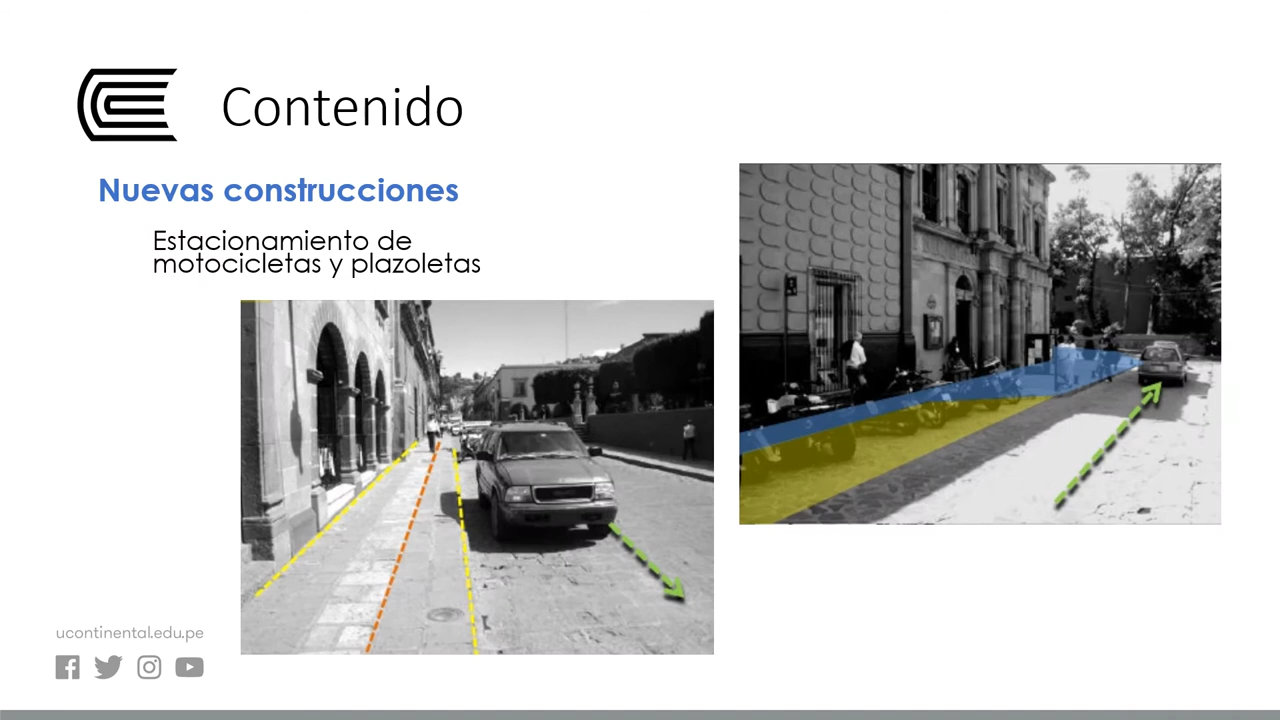 Contenido
Nuevas construcciones
Estacionamiento de
motocicletas y plazoletas
ucontinental.edu.pe